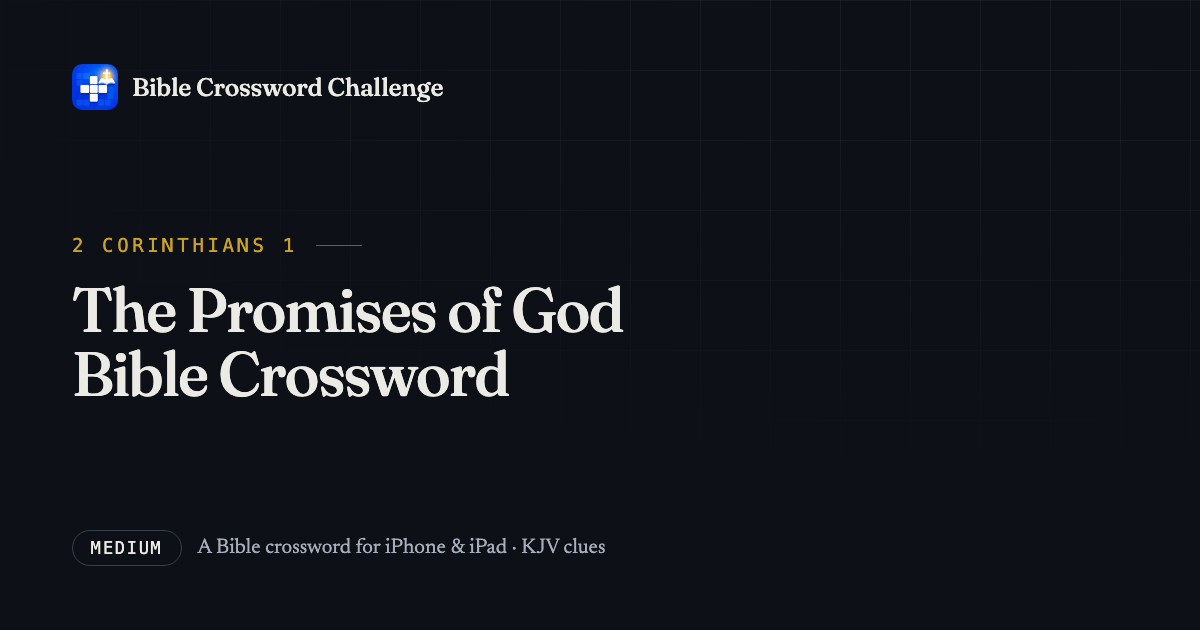 Bible Crossword Challenge
2 CORINTHIANS 1
The Promises of God
Bible Crossword
MEDIUM A Bible crossword for iPhone & iPad · KJV clues